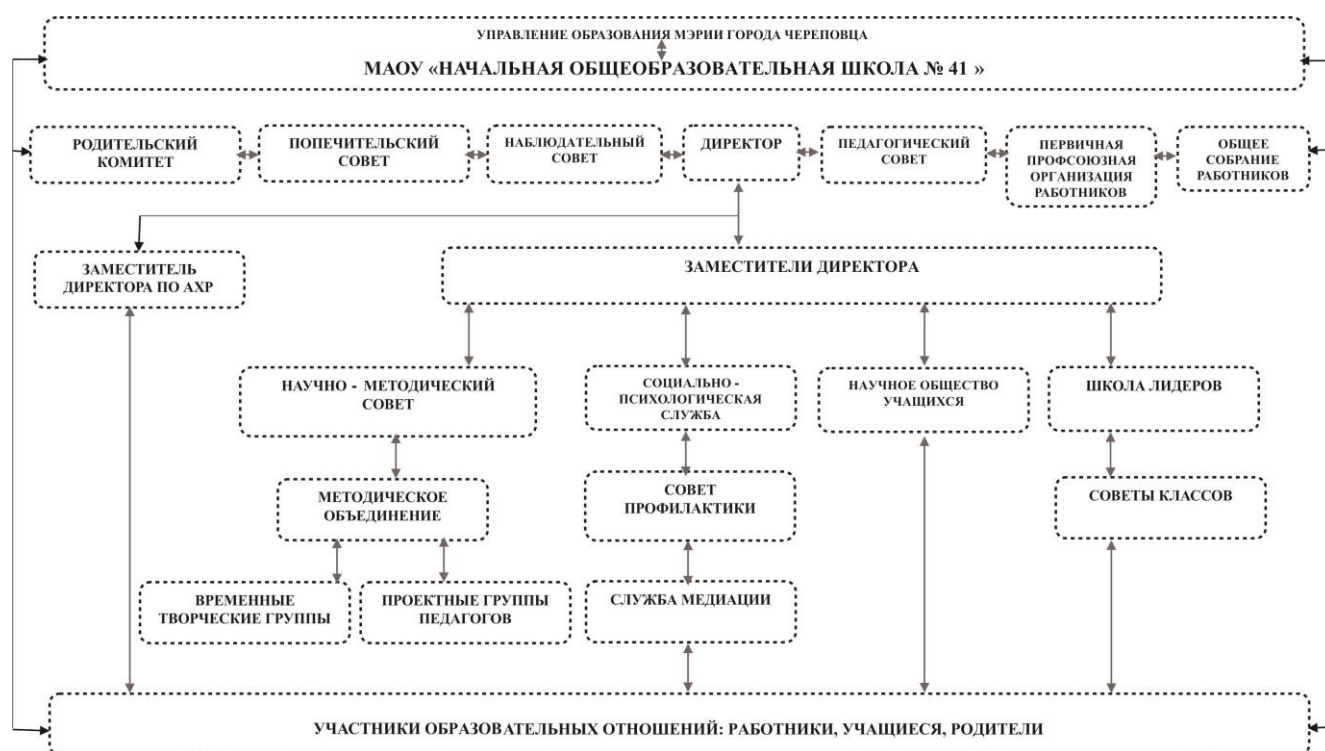 УПРАВЛЕНИЕ ОБРАЗОВАНИЯ МЭРИИ ГОРОДА ЧЕРЕПОВЦА
МАОУ «НАЧАЛЬНАЯ ОБЩЕОБРАЗОВАТЕЛЬНАЯ ШКОЛА № 41 »
РОДИТЕЛЬСКИЙ
КОМИТЕТ
ПОПЕЧИТЕЛЬСКИЙ
СОВЕТ
НАБЛЮДАТЕЛЬНЫЙ
СОВЕТ
ДИРЕКТОР
ПЕДАГОГИЧЕСКИЙ
СОВЕТ
ПЕРВИЧНАЯ
ПРОФСОЮЗНАЯ
ОРГАНИЗАЦИЯ
РАБОТНИКОВ
ОБЩЕЕ
СОБРАНИЕ
РАБОТНИКОВ
ЗАМЕСТИТЕЛЬ
ДИРЕКТОРА ПО АХР
ЗАМЕСТИТЕЛИ ДИРЕКТОРА
НАУЧНО - МЕТОДИЧЕСКИЙ
СОВЕТ
СОЦИАЛЬНО -
ПСИХОЛОГИЧЕСКАЯ
СЛУЖБА
НАУЧНОЕ ОБЩЕСТВО
УЧАЩИХСЯ
ШКОЛА ЛИДЕРОВ
МЕТОДИЧЕСКОЕ
ОБЪЕДИНЕНИЕ
СОВЕТ
ПРОФИЛАКТИКИ
СОВЕТЫ КЛАССОВ
ВРЕМЕННЫЕ
ТВОРЧЕСКИЕ ГРУППЫ
ПРОЕКТНЫЕ ГРУППЫ
ПЕДАГОГОВ
СЛУЖБА МЕДИАЦИИ
УЧАСТНИКИ ОБРАЗОВАТЕЛЬНЫХ ОТНОШЕНИЙ: РАБОТНИКИ, УЧАЩИЕСЯ, РОДИТЕЛИ